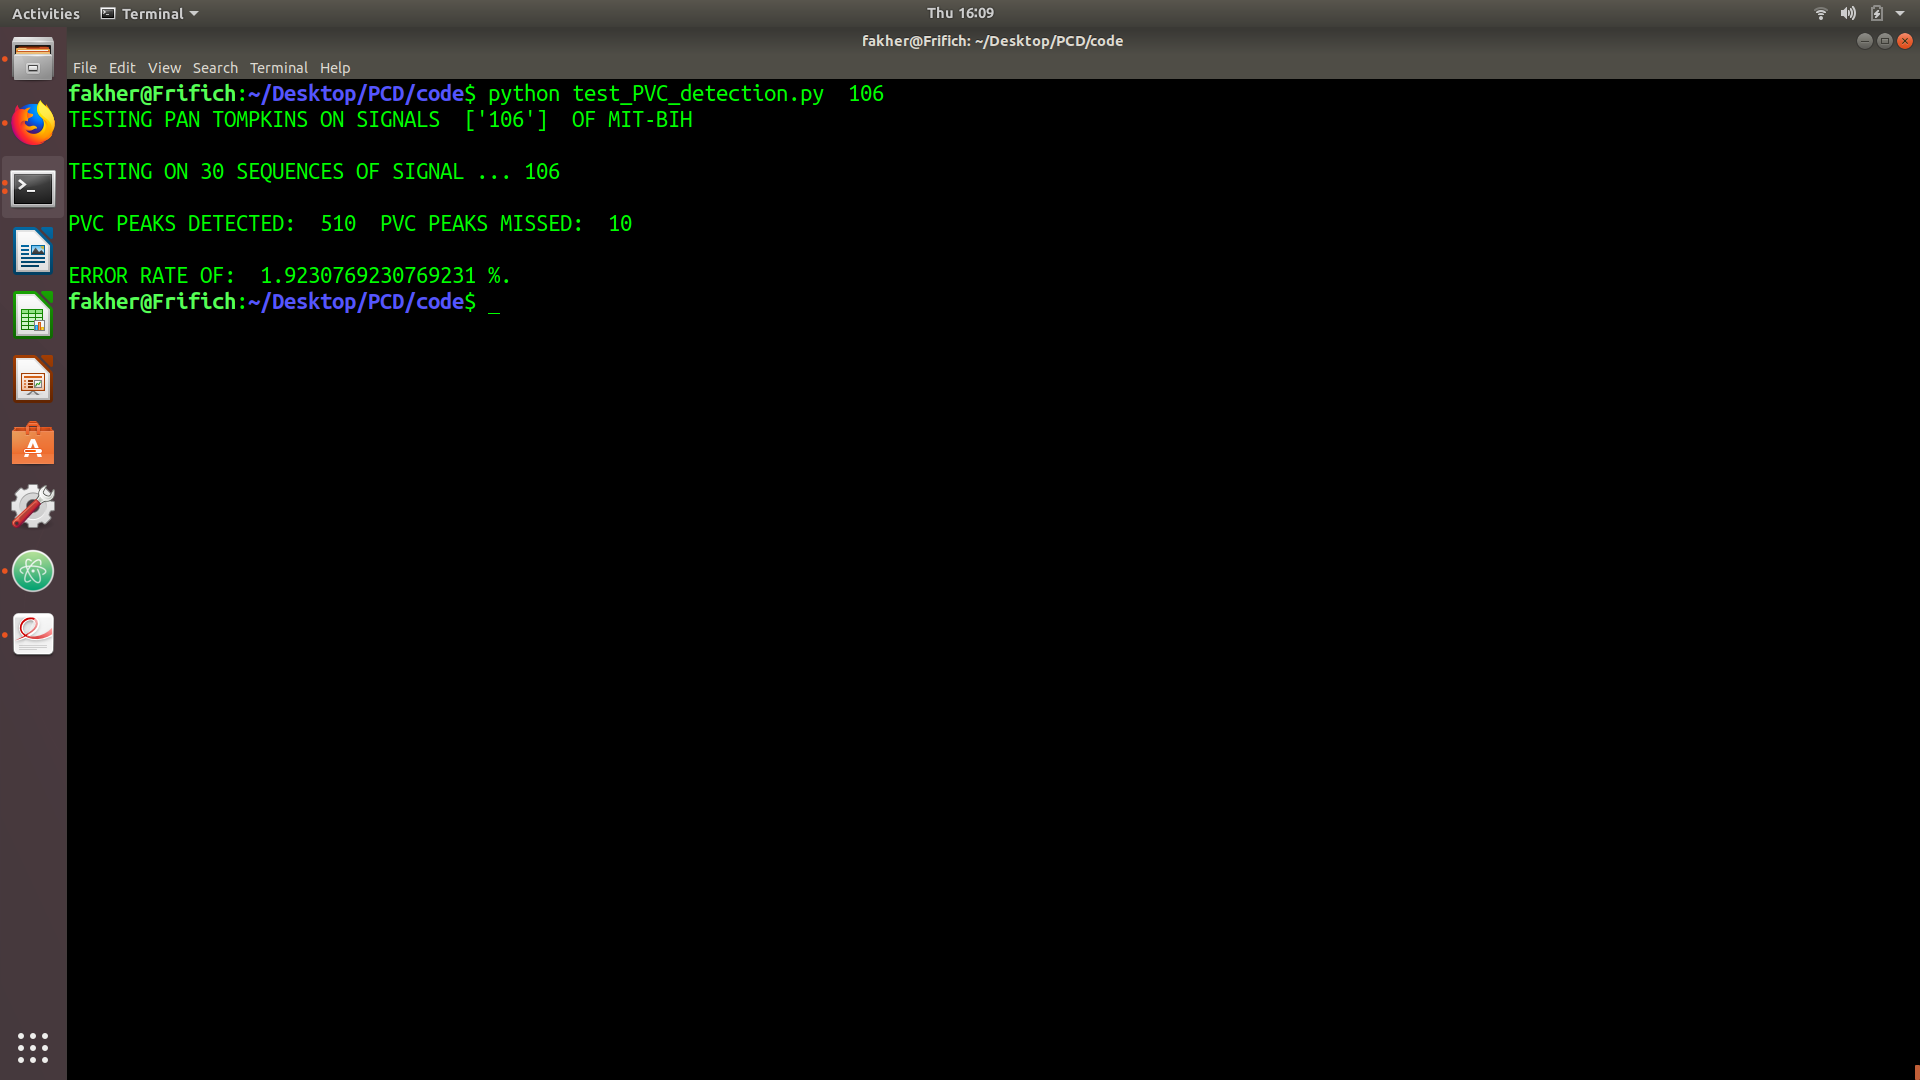 Activities Terminal Thu 16:09
fakher@Frifich: ~/Desktop/PCD/code
File Edit View Search Terminal Help
fakher@Frifich:~/Desktop/PCD/code$ python test_PVC_detection.py  106
TESTING PAN TOMPKINS ON SIGNALS  ['106']  OF MIT-BIH
TESTING ON 30 SEQUENCES OF SIGNAL ... 106
PVC PEAKS DETECTED:  510  PVC PEAKS MISSED:  10
ERROR RATE OF:  1.9230769230769231 %.
fakher@Frifich:~/Desktop/PCD/code$ _